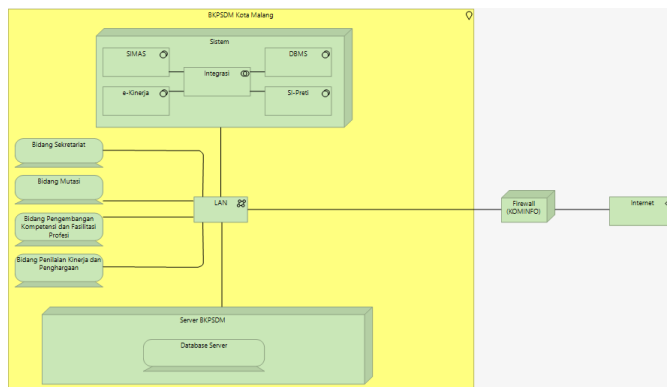 BKPSDM Kota Malang
Sistem
SIMAS
DBMS
Integrasi
e-Kinerja
SI-Preti
Bidang Sekretariat
Bidang Mutasi
Bidang Pengembangan
Kompetensi dan Fasilitasi
Profesi
Bidang Penilaian Kinerja dan
Penghargaan
LAN
Firewall
(KOMINFO)
Internet
Server BKPSDM
Database Server